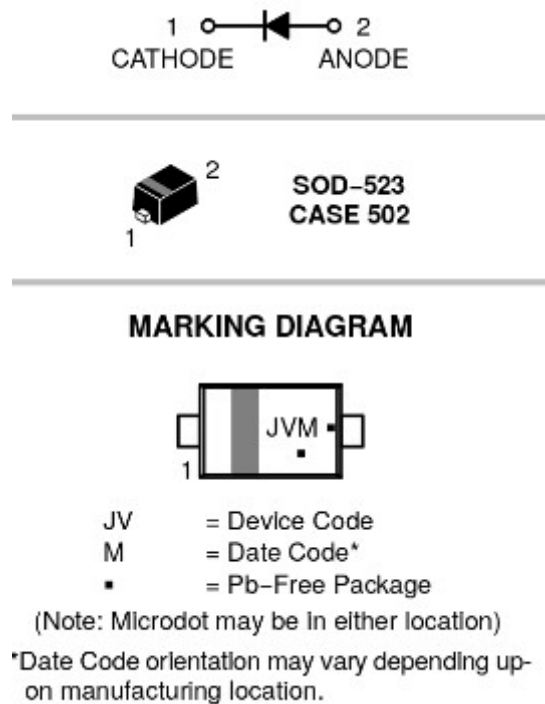 1 2
CATHODE ANODE
2
SOD–523
CASE 502
1
MARKING DIAGRAM
JVM ▪
▪
1
JV = Device Code
M = Date Code*
▪ = Pb–Free Package
(Note: Microdot may be in either location)
*Date Code orientation may vary depending up-
on manufacturing location.